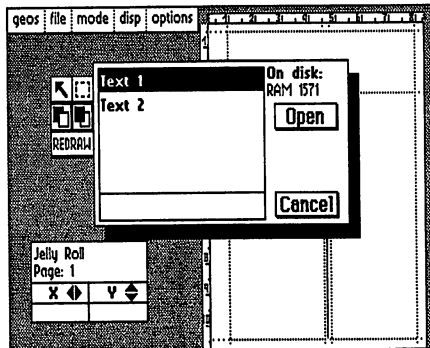 geos file mode disp options
Text 1
Text 2
On disk:
RAM 1571
Open
Cancel
REDRAW
Jelly Roll
Page: 1
X Y